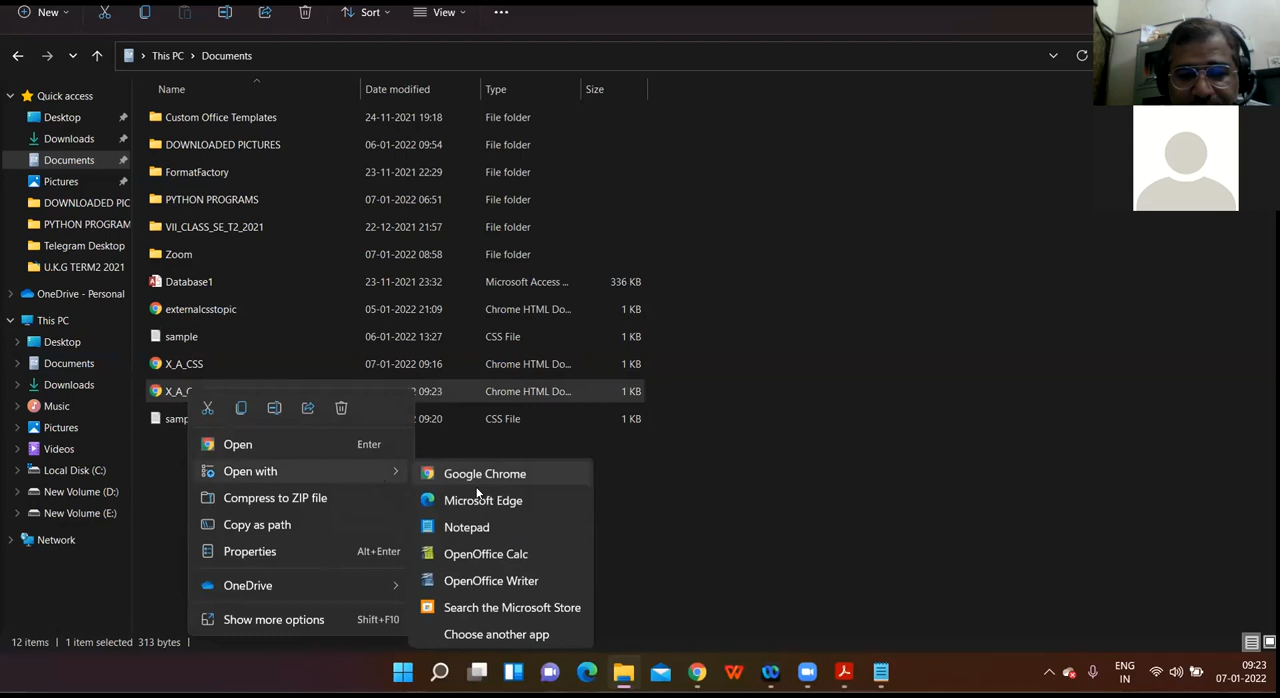 New Sort View
This PC Documents
Name Date modified Type Size
Quick access
Desktop
Downloads
Documents
Pictures
DOWNLOADED PIC
PYTHON PROGRAM
Telegram Desktop
U.K.G TERM2 2021
OneDrive - Personal
This PC
Desktop
Documents
Downloads
Music
Pictures
Videos
Local Disk (C:)
New Volume (D:)
New Volume (E:)
Network
Custom Office Templates 24-11-2021 19:18 File folder
DOWNLOADED PICTURES 06-01-2022 09:54 File folder
FormatFactory 23-11-2021 22:29 File folder
PYTHON PROGRAMS 07-01-2022 06:51 File folder
VII_CLASS_SE_T2_2021 22-12-2021 21:57 File folder
Zoom 07-01-2022 08:58 File folder
Database1 23-11-2021 23:32 Microsoft Access ... 336 KB
externalcsstopic 05-01-2022 21:09 Chrome HTML Do... 1 KB
sample 06-01-2022 13:27 CSS File 1 KB
X_A_CSS 07-01-2022 09:16 Chrome HTML Do... 1 KB
X_A_C 2022 09:23 Chrome HTML Do... 1 KB
samp 2022 09:20 CSS File 1 KB
Open Enter
Open with
Compress to ZIP file
Copy as path
Properties Alt+Enter
OneDrive
Show more options Shift+F10
Google Chrome
Microsoft Edge
Notepad
OpenOffice Calc
OpenOffice Writer
Search the Microsoft Store
Choose another app
12 items 1 item selected 313 bytes
ENG
IN
09:23
07-01-2022